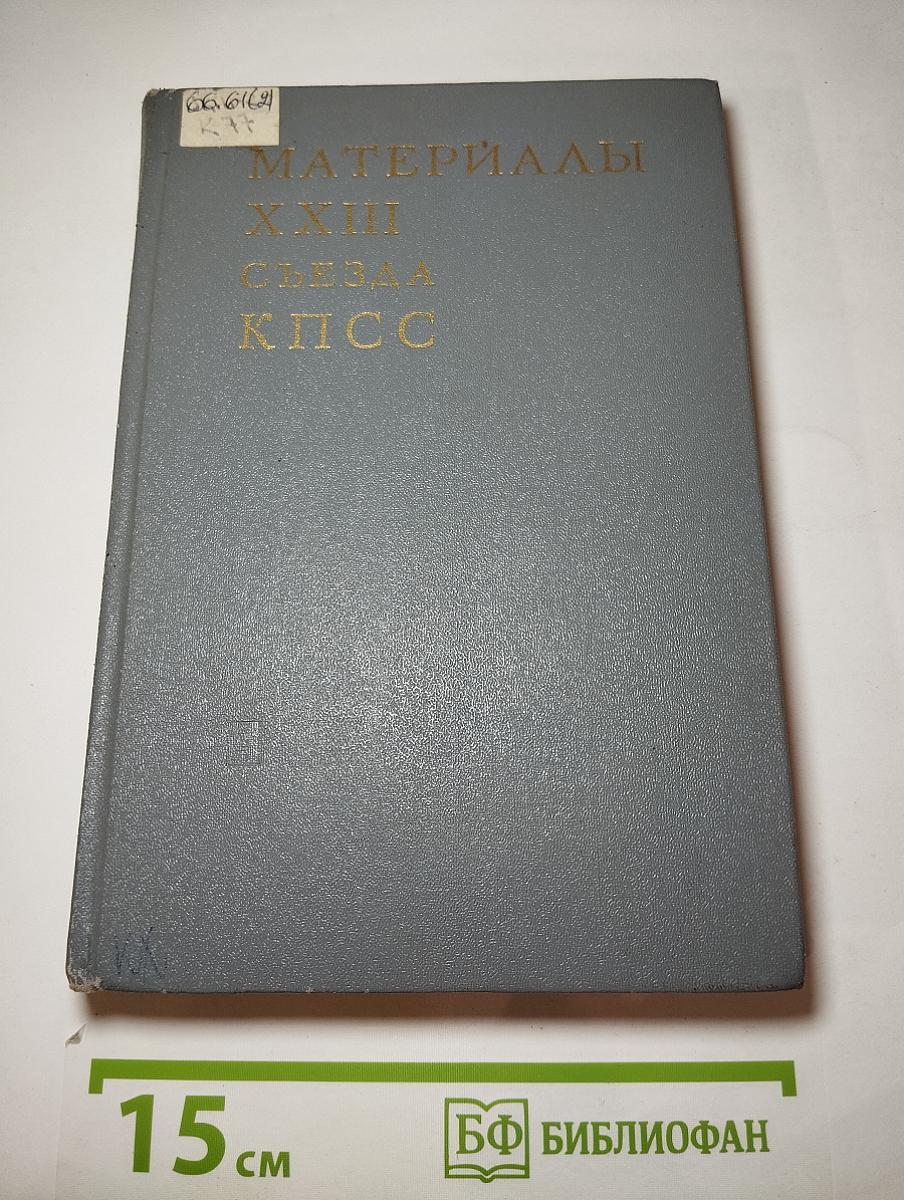 66.61(2)
К77
МАТЕРИАЛЫ
XXIII
СЪЕЗДА
КПСС
15 см
БФ БИБЛИОФАН